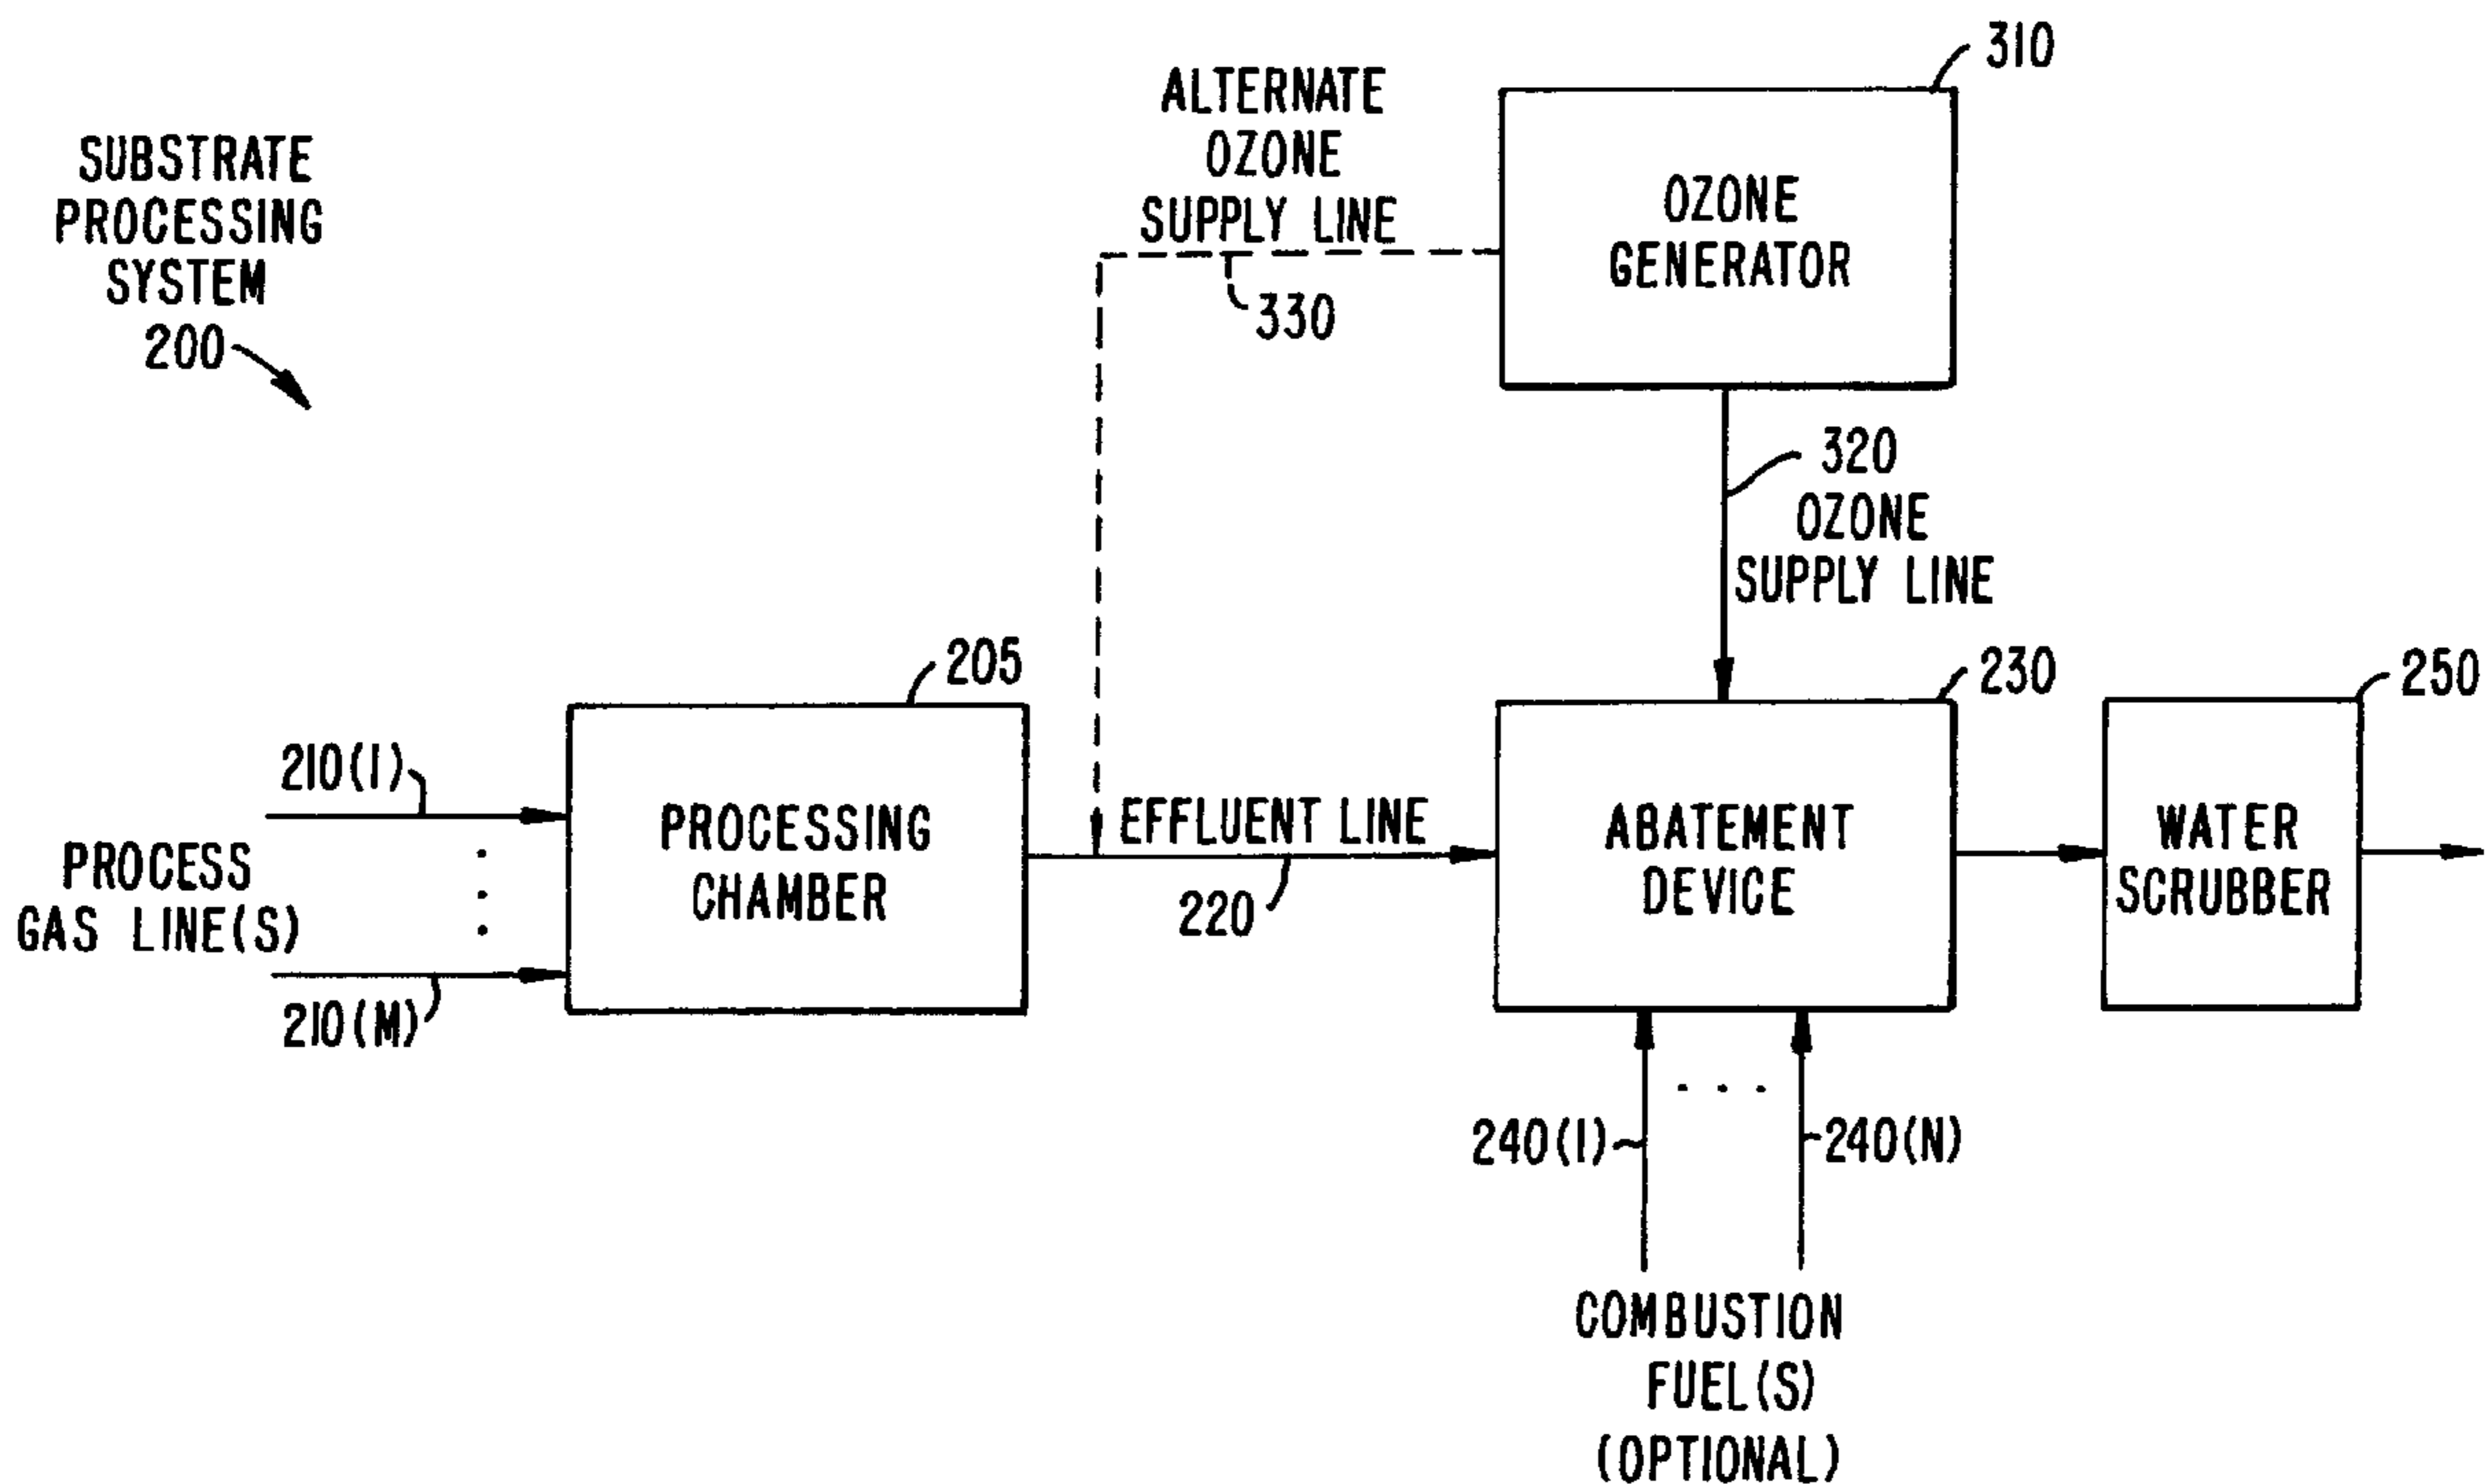 SUBSTRATE
PROCESSING
SYSTEM
200
ALTERNATE
OZONE
SUPPLY LINE
330
310
OZONE
GENERATOR
320
OZONE
SUPPLY LINE
205
PROCESSING
CHAMBER
210(1)
PROCESS
GAS LINE(S)
210(M)
EFFLUENT LINE
220
230
ABATEMENT
DEVICE
250
WATER
SCRUBBER
240(1)
240(N)
COMBUSTION
FUEL(S)
(OPTIONAL)